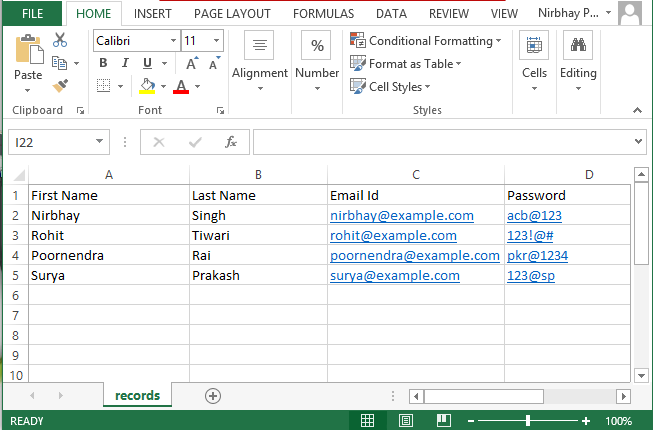 FILE HOME INSERT PAGE LAYOUT FORMULAS DATA REVIEW VIEW Nirbhay P...
Calibri 11 % Conditional Formatting
Paste B I U A A Alignment Number Format as Table Cells Editing
A Cell Styles
Clipboard Font Styles
I22 fx
A B C D
1 First Name Last Name Email Id Password
2 Nirbhay Singh nirbhay@example.com acb@123
3 Rohit Tiwari rohit@example.com 123!@#
4 Poornendra Rai poornendra@example.com pkr@1234
5 Surya Prakash surya@example.com 123@sp
6
7
8
9
10
records
READY 100%